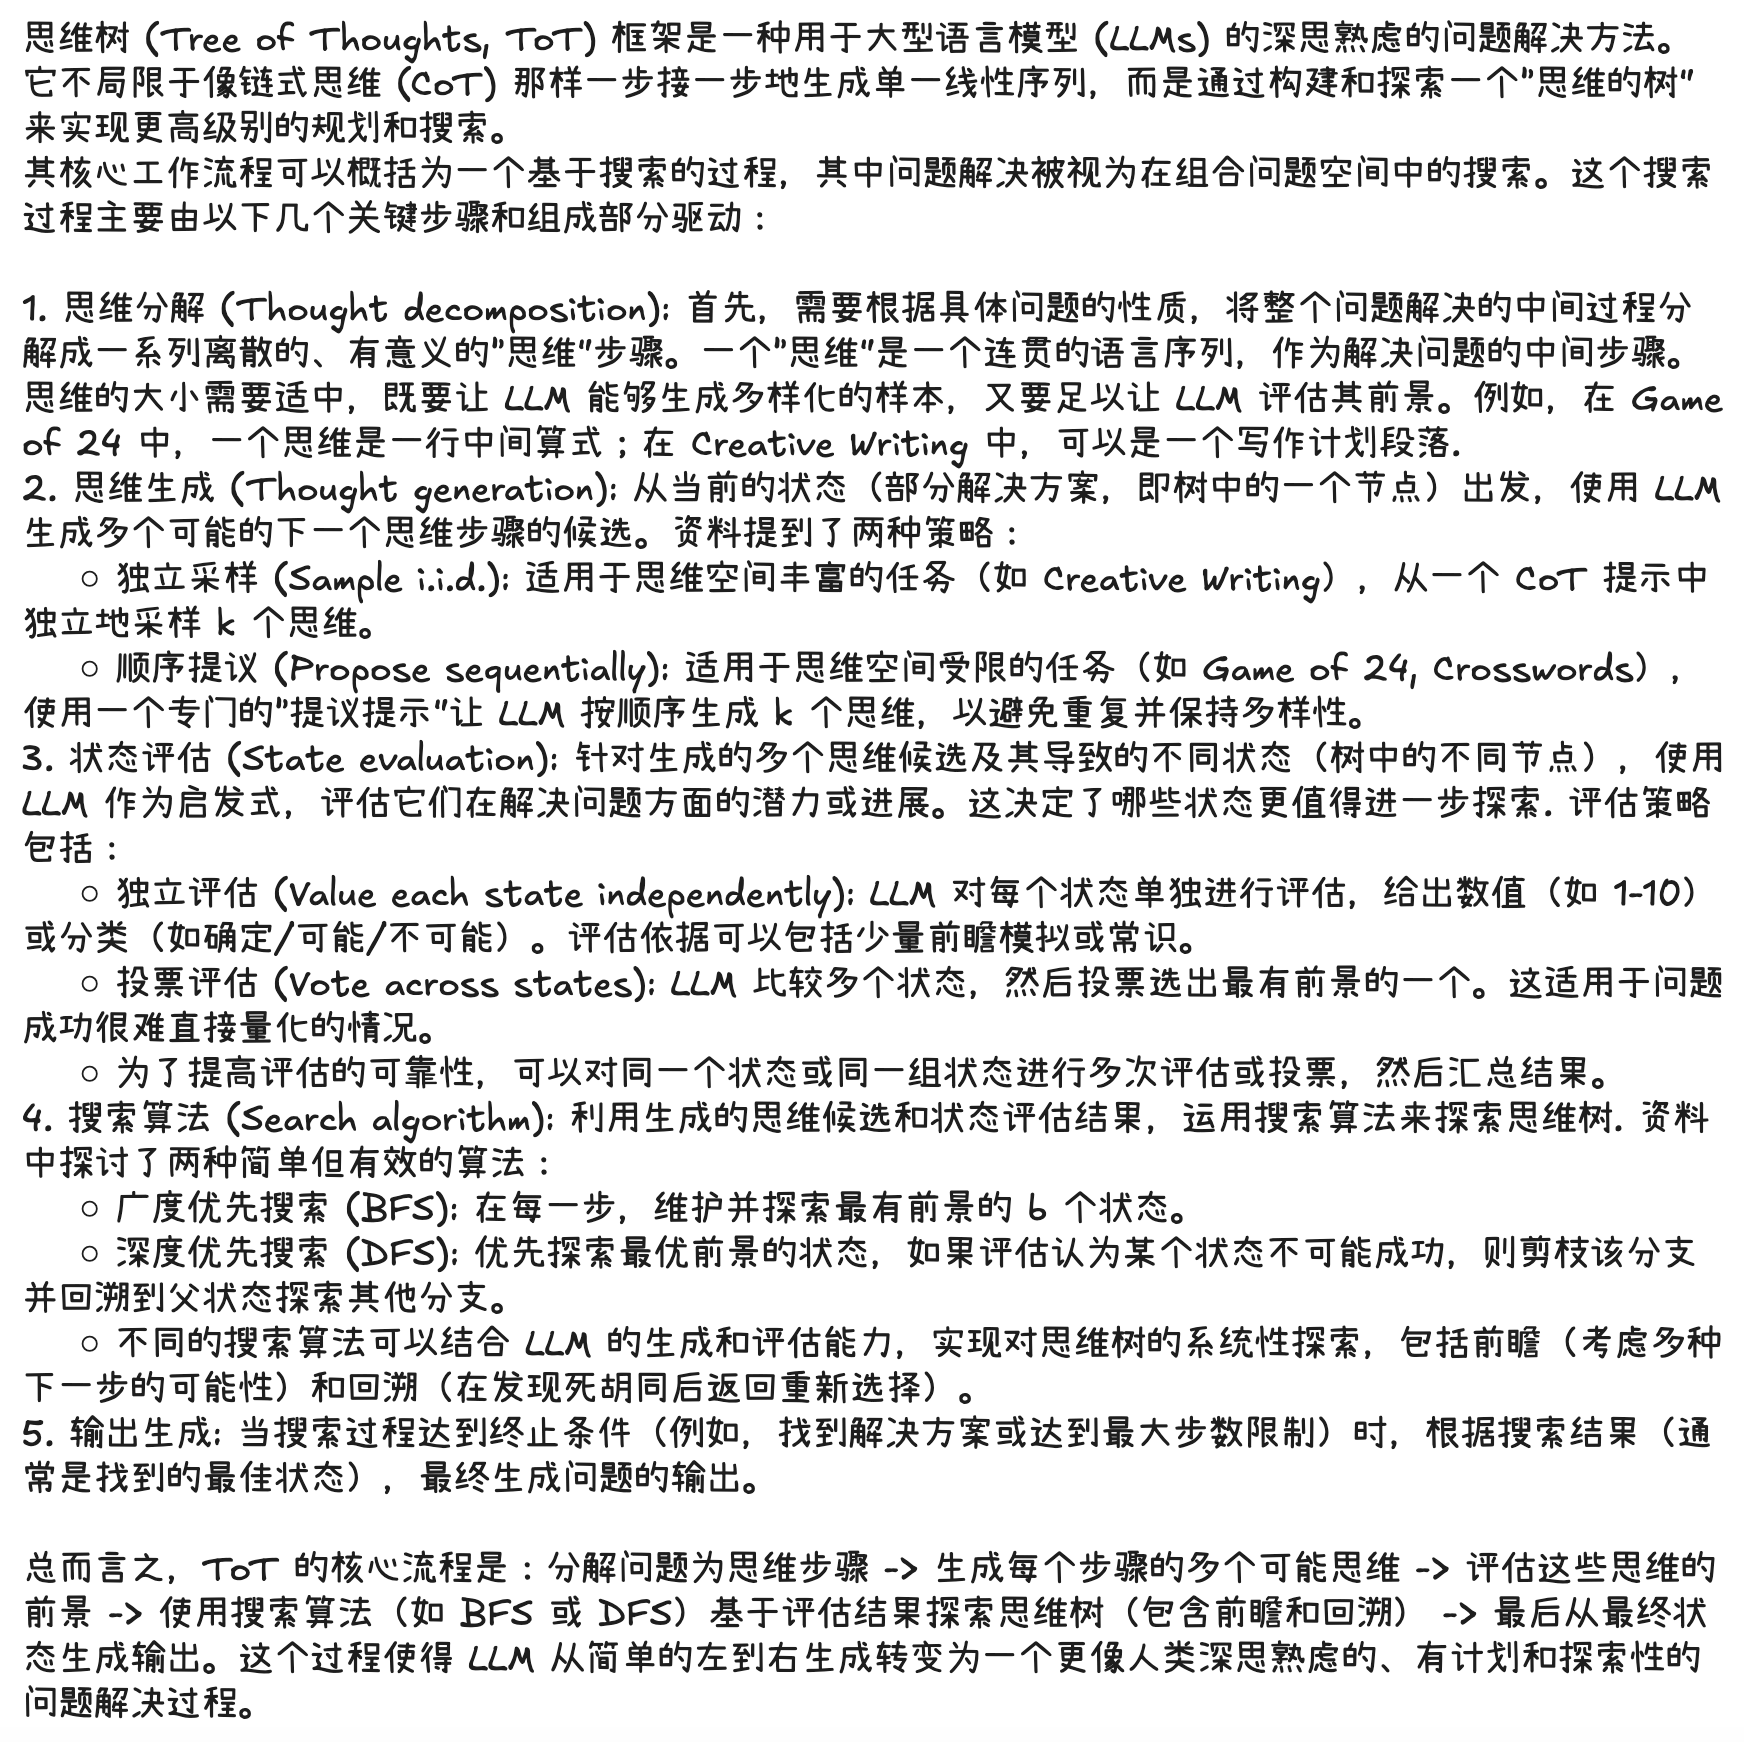 思维树 (Tree of Thoughts, ToT) 框架是一种用于大型语言模型 (LLMs) 的深思熟虑的问题解决方法。
它不局限于像链式思维 (CoT) 那样一步接一步地生成单一线性序列，而是通过构建和探索一个"思维的树"
来实现更高级别的规划和搜索。
其核心工作流程可以概括为一个基于搜索的过程，其中问题解决被视为在组合问题空间中的搜索。这个搜索
过程主要由以下几个关键步骤和组成部分驱动：
1. 思维分解 (Thought decomposition): 首先，需要根据具体问题的性质，将整个问题解决的中间过程分
解成一系列离散的、有意义的"思维"步骤。一个"思维"是一个连贯的语言序列，作为解决问题的中间步骤。
思维的大小需要适中，既要让 LLM 能够生成多样化的样本，又要足以让 LLM 评估其前景。例如，在 Game
of 24 中，一个思维是一行中间算式；在 Creative Writing 中，可以是一个写作计划段落.
2. 思维生成 (Thought generation): 从当前的状态（部分解决方案，即树中的一个节点）出发，使用 LLM
生成多个可能的下一个思维步骤的候选。资料提到了两种策略：
○ 独立采样 (Sample i.i.d.): 适用于思维空间丰富的任务（如 Creative Writing），从一个 CoT 提示中
独立地采样 k 个思维。
○ 顺序提议 (Propose sequentially): 适用于思维空间受限的任务（如 Game of 24, Crosswords），
使用一个专门的"提议提示"让 LLM 按顺序生成 k 个思维，以避免重复并保持多样性。
3. 状态评估 (State evaluation): 针对生成的多个思维候选及其导致的不同状态（树中的不同节点），使用
LLM 作为启发式，评估它们在解决问题方面的潜力或进展。这决定了哪些状态更值得进一步探索. 评估策略
包括：
○ 独立评估 (Value each state independently): LLM 对每个状态单独进行评估，给出数值（如 1-10）
或分类（如确定/可能/不可能）。评估依据可以包括少量前瞻模拟或常识。
○ 投票评估 (Vote across states): LLM 比较多个状态，然后投票选出最有前景的一个。这适用于问题
成功很难直接量化的情况。
○ 为了提高评估的可靠性，可以对同一个状态或同一组状态进行多次评估或投票，然后汇总结果。
4. 搜索算法 (Search algorithm): 利用生成的思维候选和状态评估结果，运用搜索算法来探索思维树. 资料
中探讨了两种简单但有效的算法：
○ 广度优先搜索 (BFS): 在每一步，维护并探索最有前景的 b 个状态。
○ 深度优先搜索 (DFS): 优先探索最优前景的状态，如果评估认为某个状态不可能成功，则剪枝该分支
并回溯到父状态探索其他分支。
○ 不同的搜索算法可以结合 LLM 的生成和评估能力，实现对思维树的系统性探索，包括前瞻（考虑多种
下一步的可能性）和回溯（在发现死胡同后返回重新选择）。
5. 输出生成: 当搜索过程达到终止条件（例如，找到解决方案或达到最大步数限制）时，根据搜索结果（通
常是找到的最佳状态），最终生成问题的输出。
总而言之，ToT 的核心流程是：分解问题为思维步骤 -> 生成每个步骤的多个可能思维 -> 评估这些思维的
前景 -> 使用搜索算法（如 BFS 或 DFS）基于评估结果探索思维树（包含前瞻和回溯） -> 最后从最终状
态生成输出。这个过程使得 LLM 从简单的左到右生成转变为一个更像人类深思熟虑的、有计划和探索性的
问题解决过程。